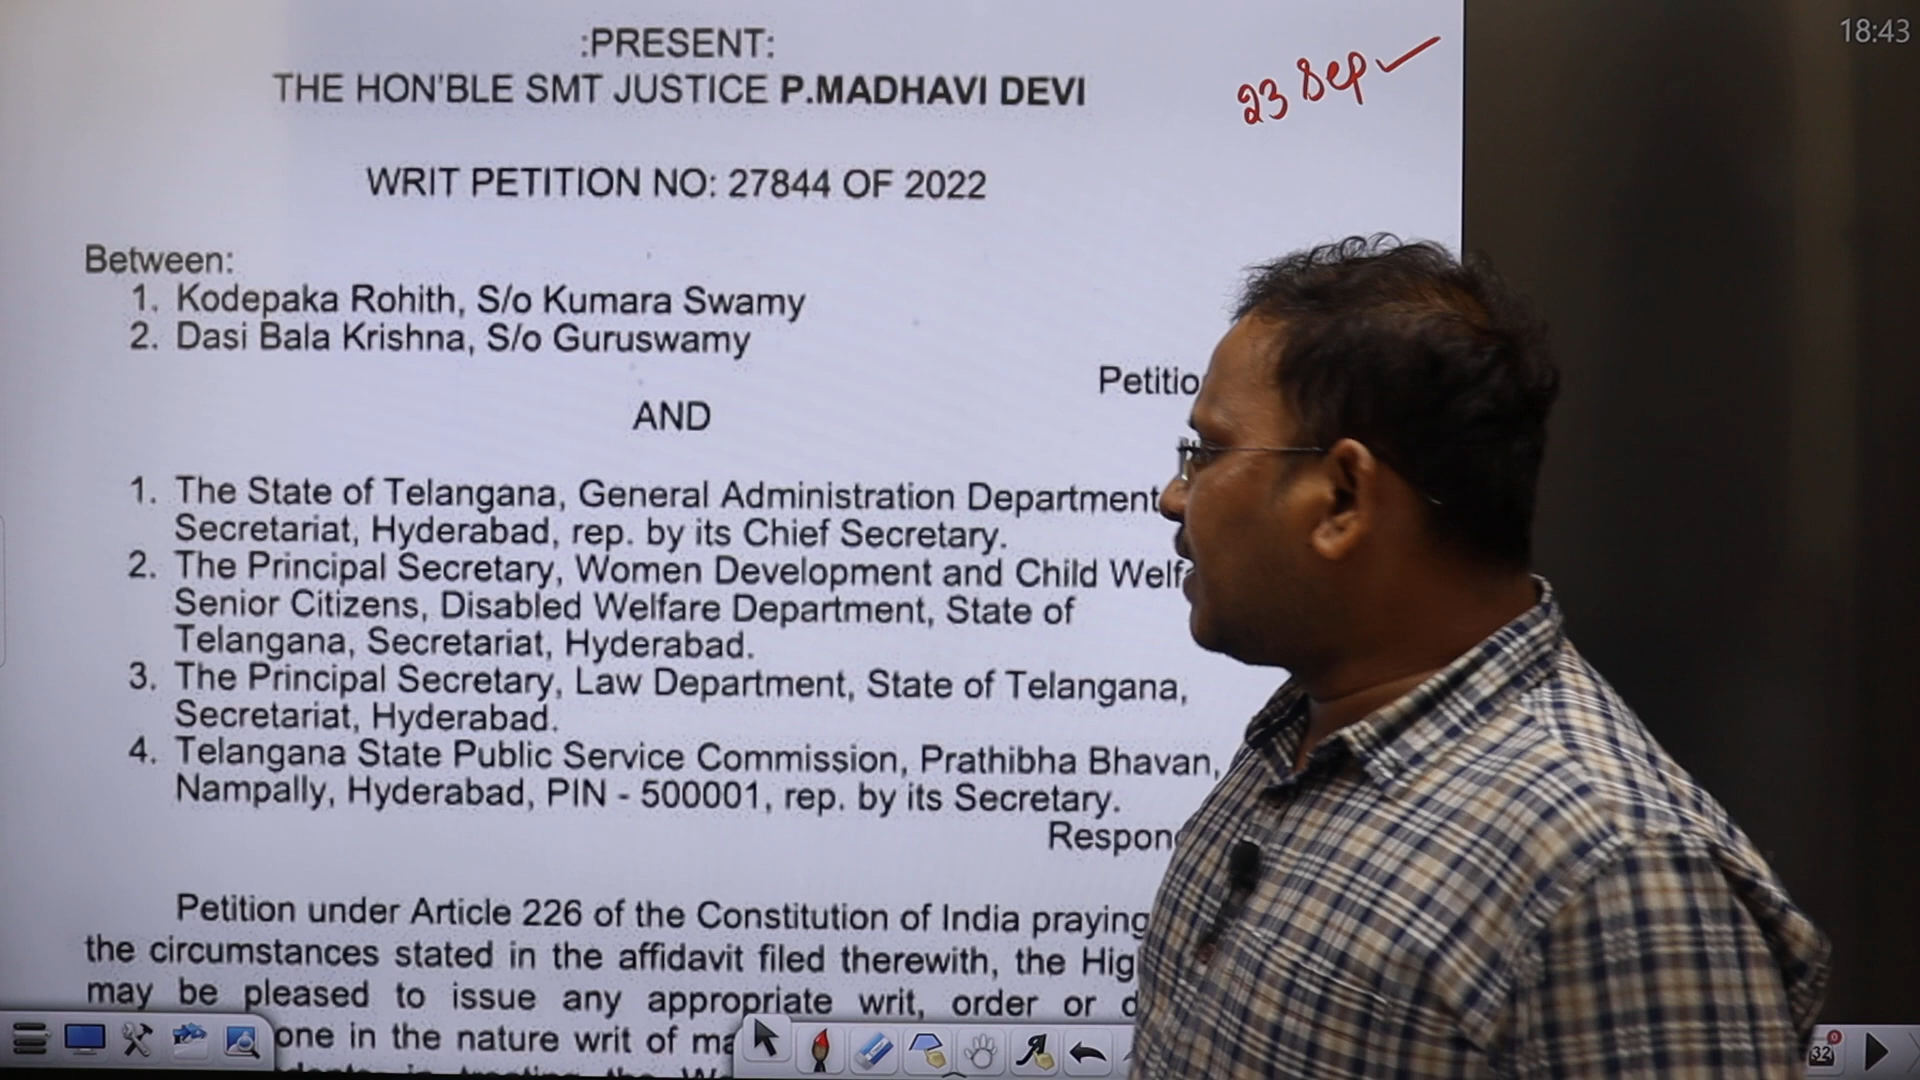 18:43
:PRESENT:
THE HON'BLE SMT JUSTICE P.MADHAVI DEVI
23 Sep
WRIT PETITION NO: 27844 OF 2022
Between:
1. Kodepaka Rohith, S/o Kumara Swamy
2. Dasi Bala Krishna, S/o Guruswamy
Petitio
AND
1. The State of Telangana, General Administration Department
Secretariat, Hyderabad, rep. by its Chief Secretary.
2. The Principal Secretary, Women Development and Child Welf
Senior Citizens, Disabled Welfare Department, State of
Telangana, Secretariat, Hyderabad.
3. The Principal Secretary, Law Department, State of Telangana,
Secretariat, Hyderabad.
4. Telangana State Public Service Commission, Prathibha Bhavan,
Nampally, Hyderabad, PIN - 500001, rep. by its Secretary.
Respon
Petition under Article 226 of the Constitution of India praying
the circumstances stated in the affidavit filed therewith, the Hig
may be pleased to issue any appropriate writ, order or d
one in the nature writ of ma
32